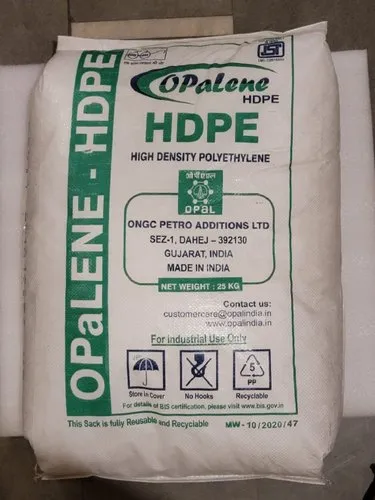 OPaLENE - HDPE
OPaLene
HDPE
HDPE
HIGH DENSITY POLYETHYLENE
ओपीएएल
OPaL
ONGC PETRO ADDITIONS LTD
SEZ-1, DAHEJ – 392130
GUJARAT, INDIA
MADE IN INDIA
NET WEIGHT : 25 KG
Contact us:
customercare@opalindia.in
www.opalindia.in
For Industrial Use Only
Store in Cover
No Hooks
5
PP
Recyclable
For details of BIS certification, please visit www.bis.gov.in
This Sack is fully Reusable and Recyclable
MW - 10/2020/47